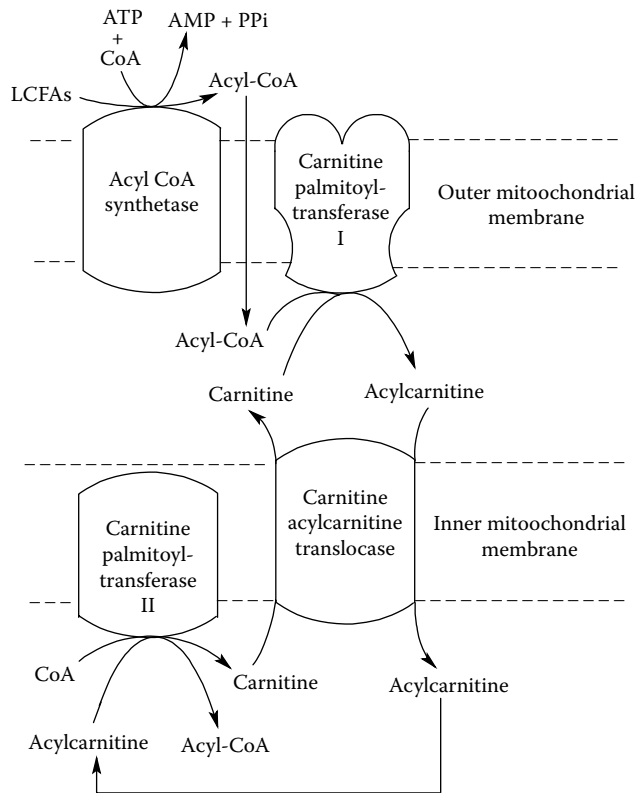 ATP
+
CoA
AMP + PPi
LCFAs
Acyl-CoA
Acyl CoA
synthetase
Carnitine
palmitoyl-
transferase
I
Outer mitoochondrial
membrane
Acyl-CoA
Carnitine
Acylcarnitine
Carnitine
palmitoyl-
transferase
II
Carnitine
acylcarnitine
translocase
Inner mitoochondrial
membrane
CoA
Carnitine
Acylcarnitine
Acylcarnitine
Acyl-CoA